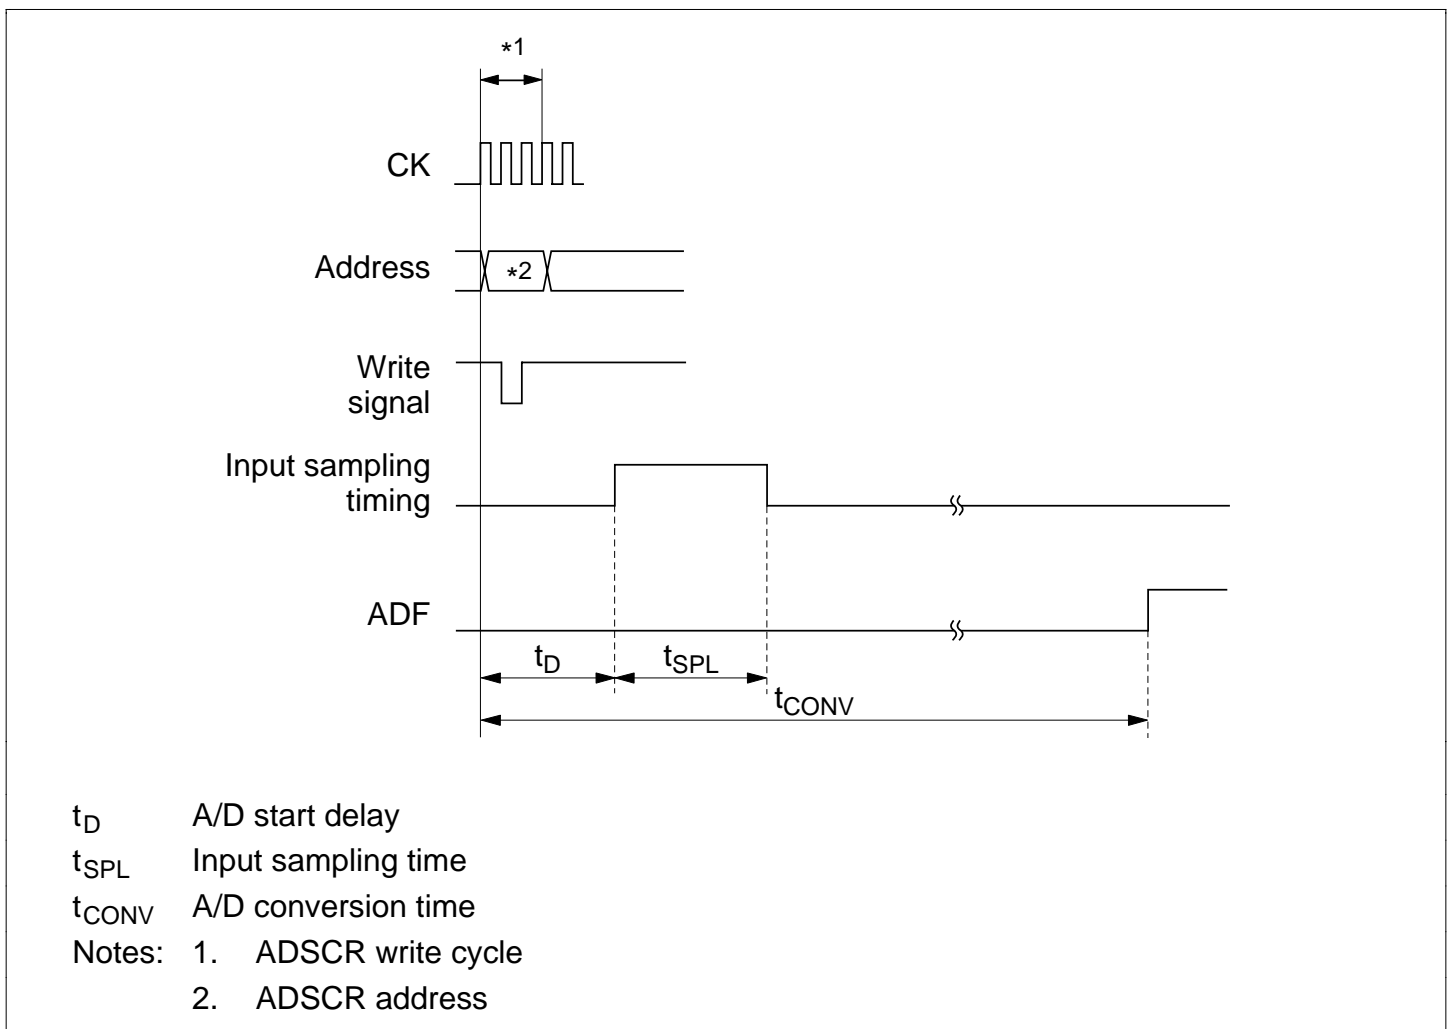 *1
CK
Address
*2
Write
signal
Input sampling
timing
ADF
tD
tSPL
tCONV
tD A/D start delay
tSPL Input sampling time
tCONV A/D conversion time
Notes: 1. ADSCR write cycle
2. ADSCR address